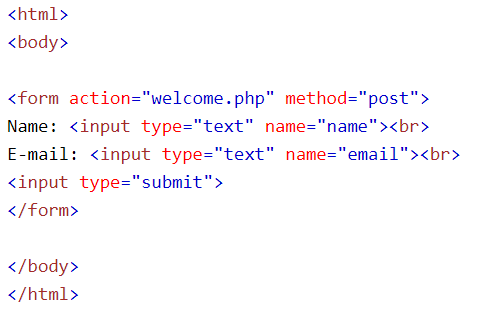 <html>
<body>
<form action="welcome.php" method="post">
Name: <input type="text" name="name"><br>
E-mail: <input type="text" name="email"><br>
<input type="submit">
</form>
</body>
</html>